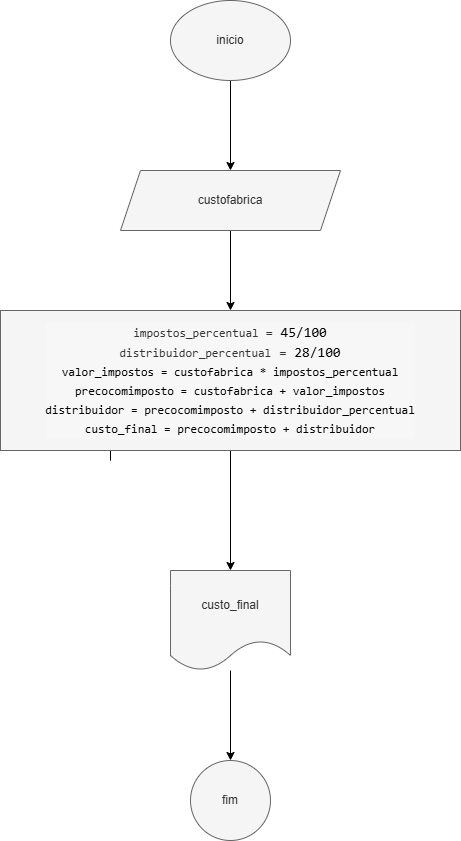 inicio
custofabrica
impostos_percentual = 45/100
distribuidor_percentual = 28/100
valor_impostos = custofabrica * impostos_percentual
precocomimposto = custofabrica + valor_impostos
distribuidor = precocomimposto + distribuidor_percentual
custo_final = precocomimposto + distribuidor
custo_final
fim